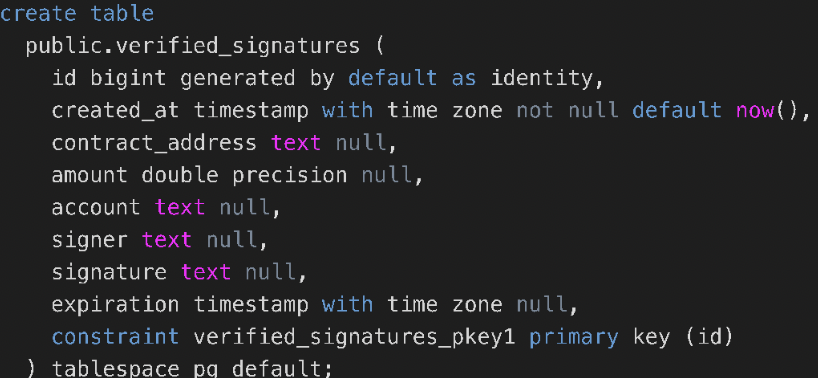 create table
public.verified_signatures (
id bigint generated by default as identity,
created_at timestamp with time zone not null default now(),
contract_address text null,
amount double precision null,
account text null,
signer text null,
signature text null,
expiration timestamp with time zone null,
constraint verified_signatures_pkey1 primary key (id)
) tablespace pg_default;